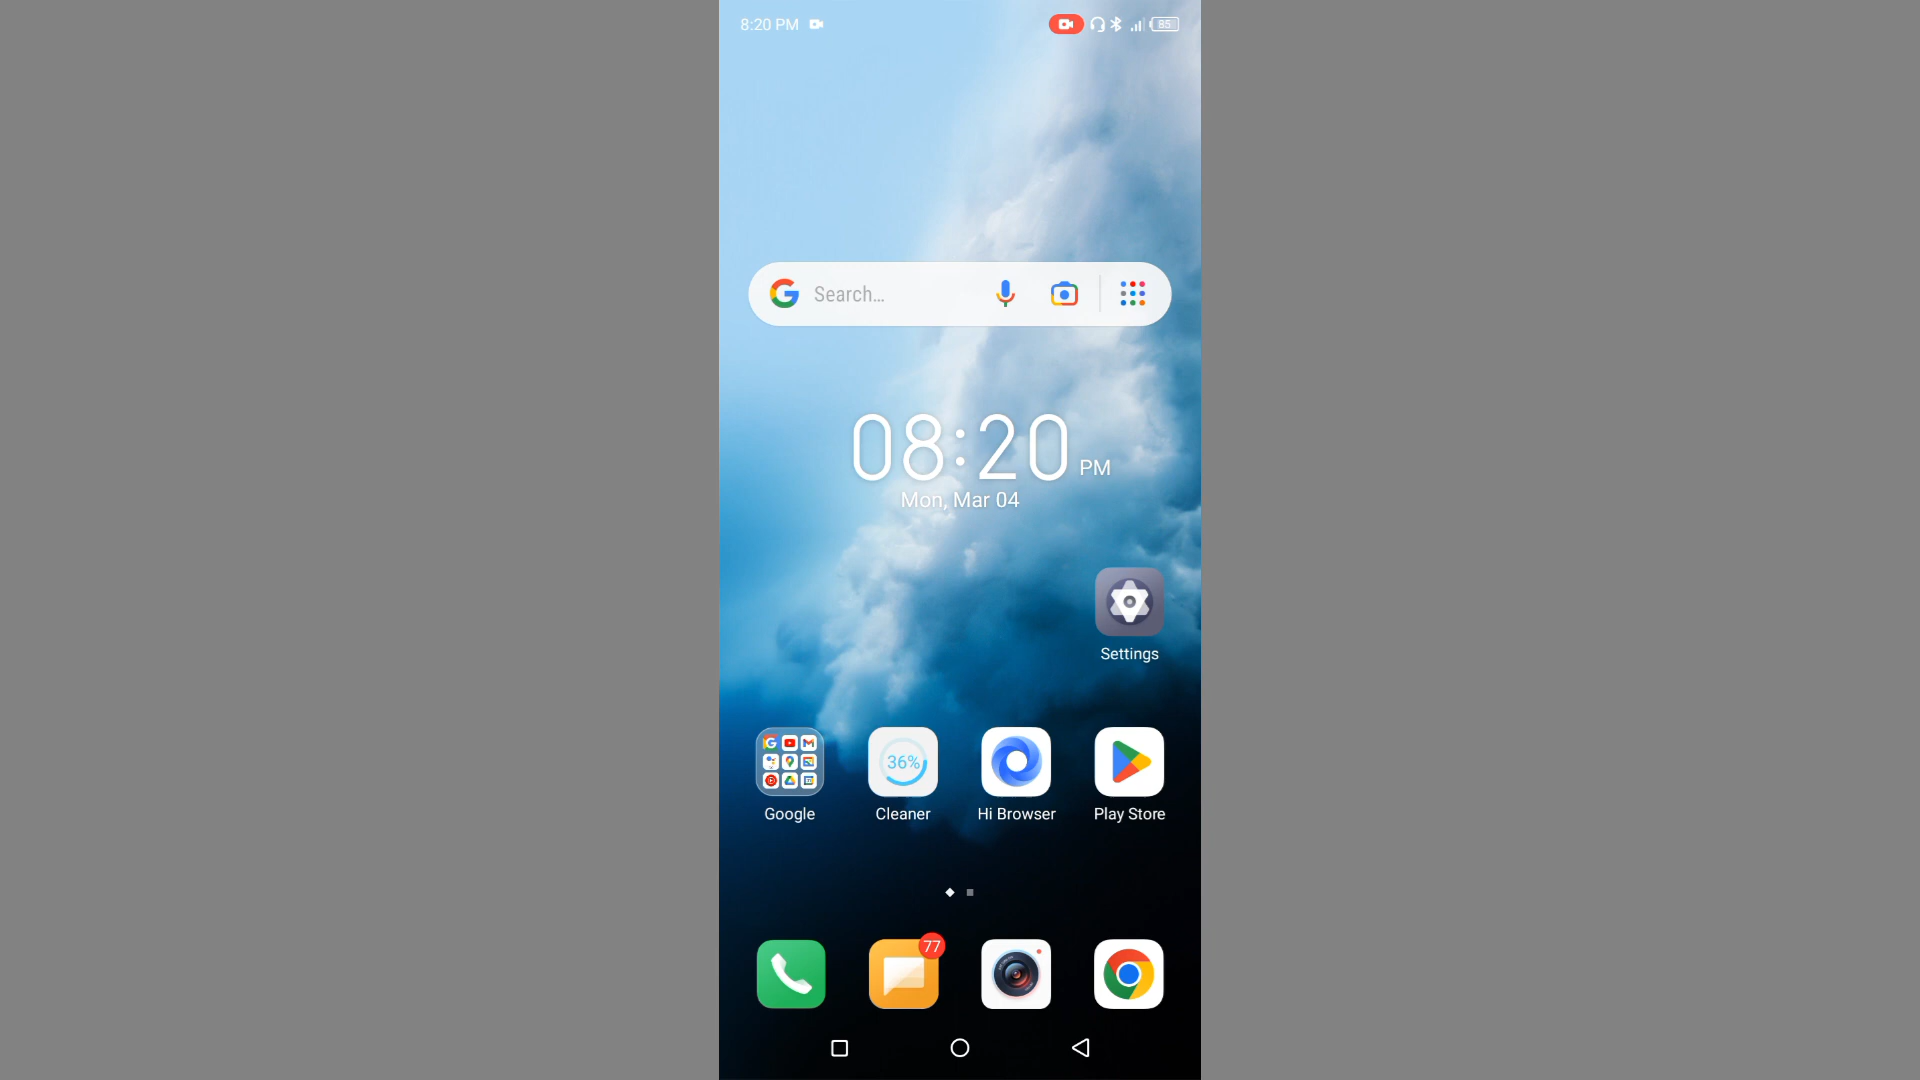 8:20 PM
85
Search...
08:20 PM
Mon, Mar 04
Settings
36%
Google
Cleaner
Hi Browser
Play Store
77